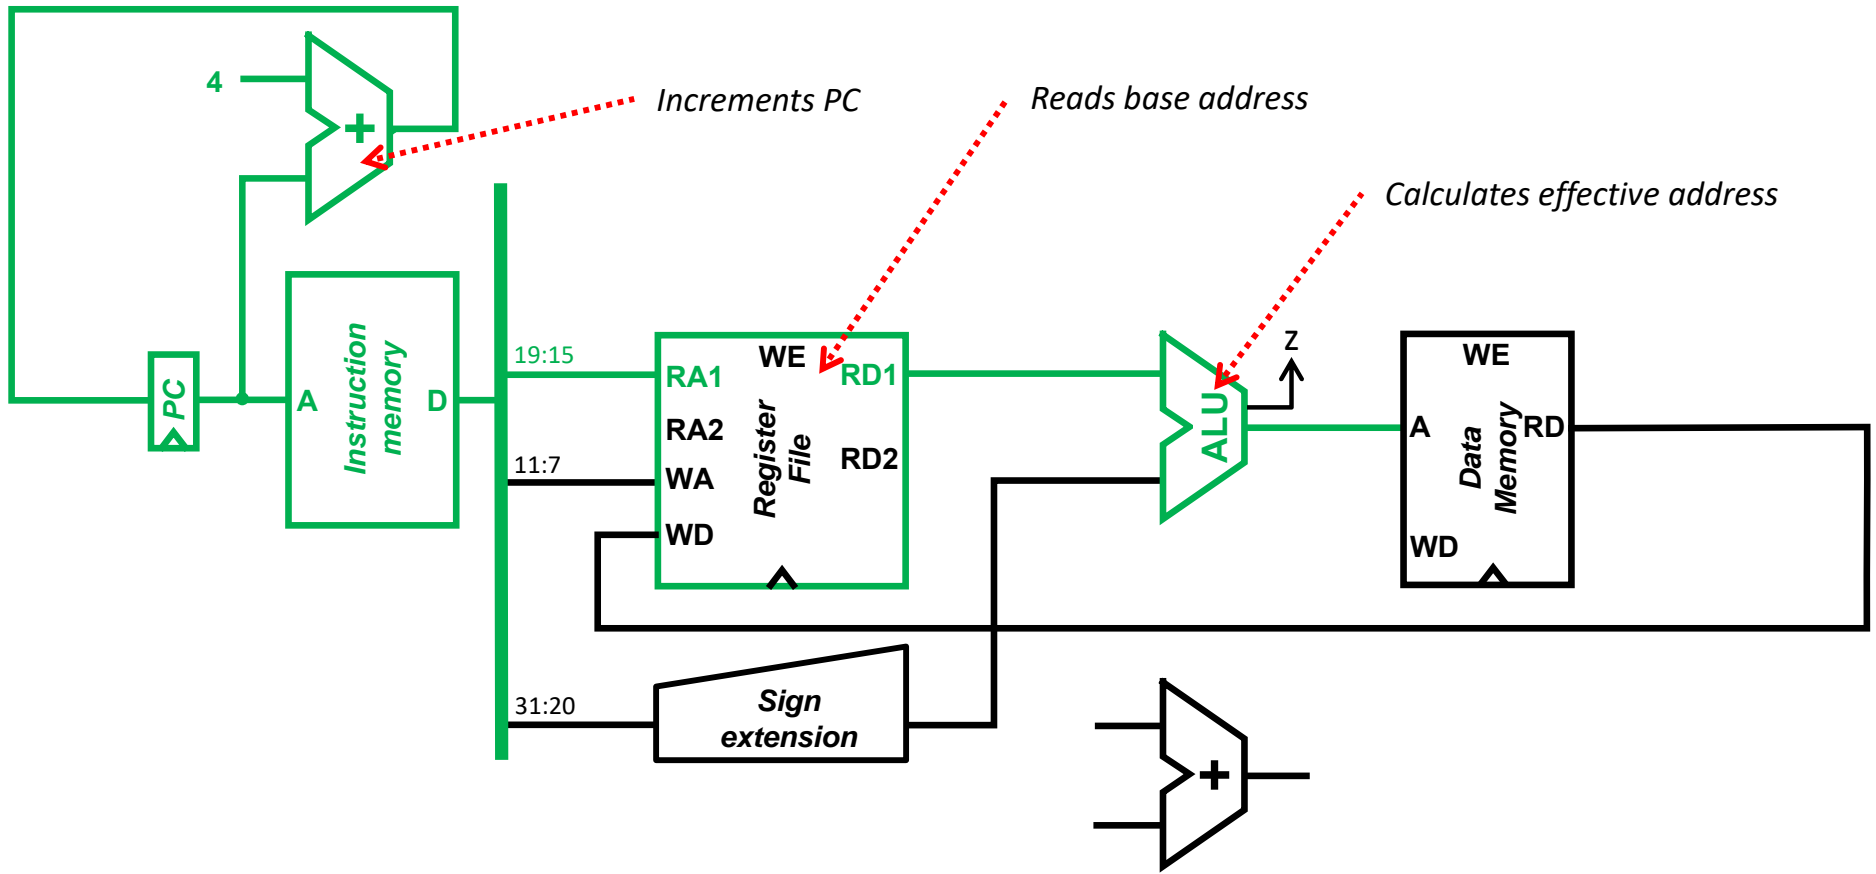 4
+
Increments PC
Reads base address
Calculates effective address
PC
A
Instruction
memory
D
19:15
11:7
31:20
RA1
RA2
WA
WD
WE
Register
File
RD1
RD2
Sign
extension
ALU
Z
+
A
WD
WE
Data
Memory
RD